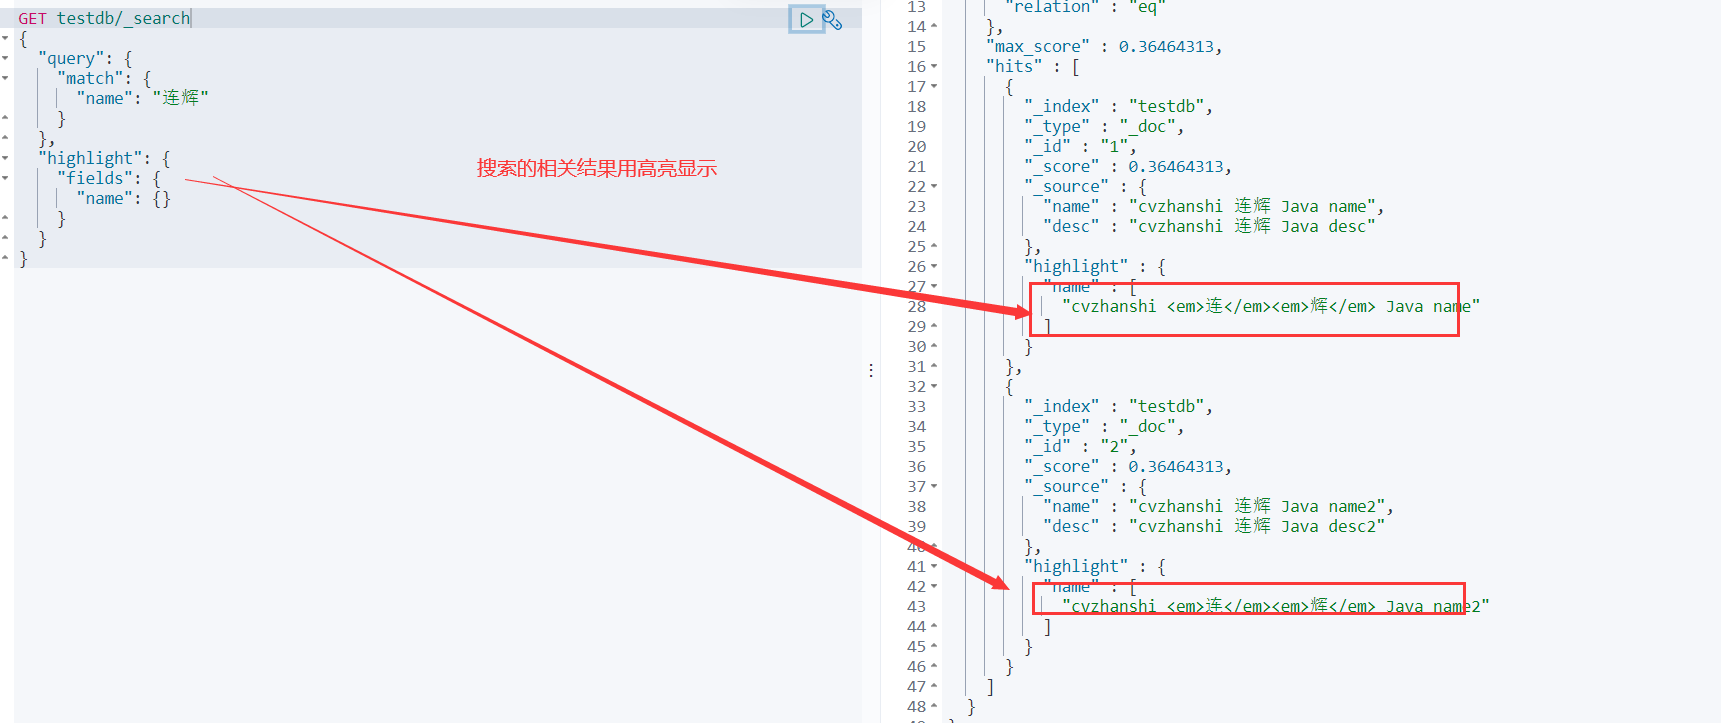 GET testdb/_search
{
  "query": {
    "match": {
      "name": "连辉"
    }
  },
  "highlight": {
    "fields": {
      "name": {}
    }
  }
}
搜索的相关结果用高亮显示
13 "relation" : "eq"
14 },
15 "max_score" : 0.36464313,
16 "hits" : [
17 {
18 "_index" : "testdb",
19 "_type" : "_doc",
20 "_id" : "1",
21 "_score" : 0.36464313,
22 "_source" : {
23 "name" : "cvzhanshi 连辉 Java name",
24 "desc" : "cvzhanshi 连辉 Java desc"
25 },
26 "highlight" : {
27 "name" : [
28 "cvzhanshi <em>连</em><em>辉</em> Java name"
29 ]
30 }
31 },
32 {
33 "_index" : "testdb",
34 "_type" : "_doc",
35 "_id" : "2",
36 "_score" : 0.36464313,
37 "_source" : {
38 "name" : "cvzhanshi 连辉 Java name2",
39 "desc" : "cvzhanshi 连辉 Java desc2"
40 },
41 "highlight" : {
42 "name" : [
43 "cvzhanshi <em>连</em><em>辉</em> Java name2"
44 ]
45 }
46 }
47 ]
48 }